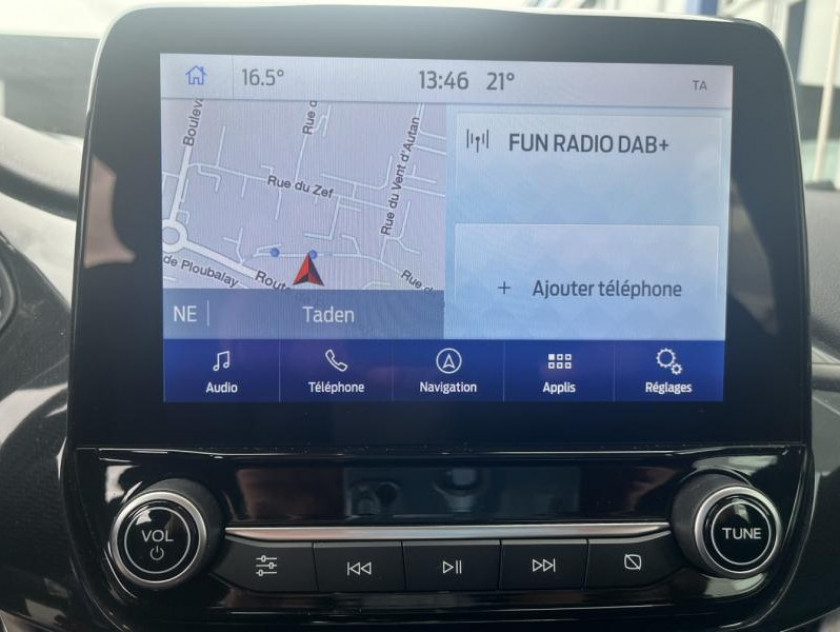 16.5°
13:46 21°
TA
Boulev
Rue d
Rue du Vent d'Autan
Rue du Zef
de Ploubalay
Route
Rue d
FUN RADIO DAB+
+ Ajouter téléphone
NE
Taden
Audio
Téléphone
Navigation
Applis
Réglages
VOL
TUNE